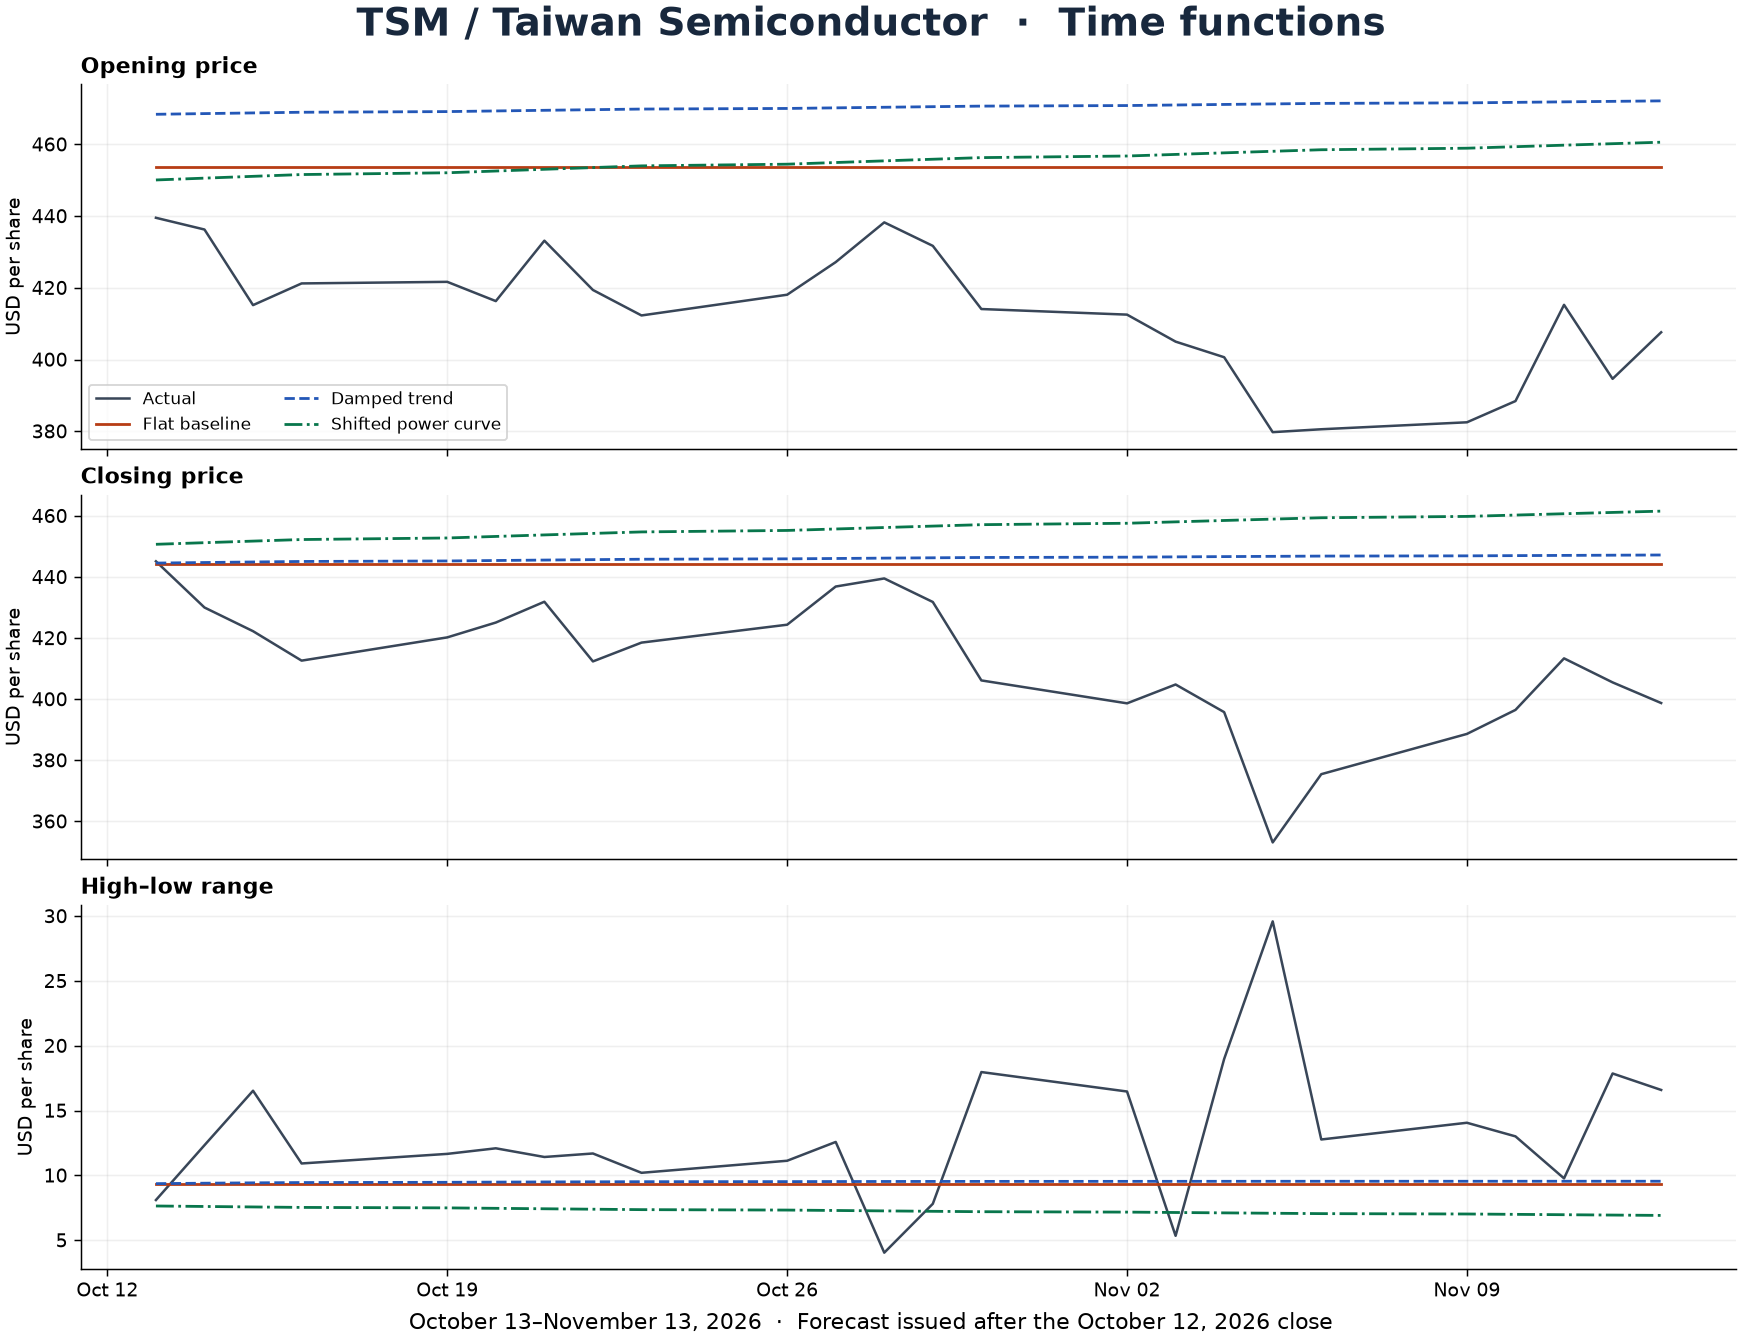 TSM / Taiwan Semiconductor · Time functions
Opening price
USD per share
460
440
420
400
380
Actual
Flat baseline
Damped trend
Shifted power curve
Closing price
USD per share
460
440
420
400
380
360
High–low range
USD per share
30
25
20
15
10
5
Oct 12
Oct 19
Oct 26
Nov 02
Nov 09
October 13–November 13, 2026 · Forecast issued after the October 12, 2026 close